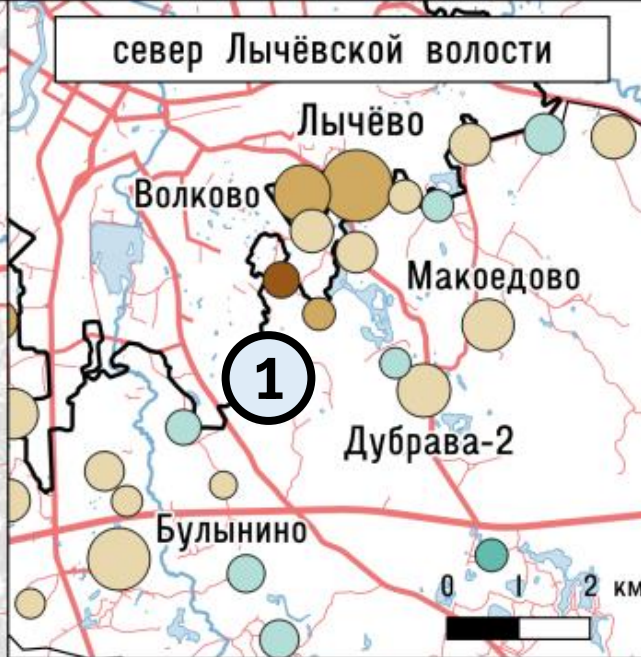 север Лычёвской волости
Лычёво
Волково
Макоедово
1
Дубрава-2
Булынино
0 1 2 км